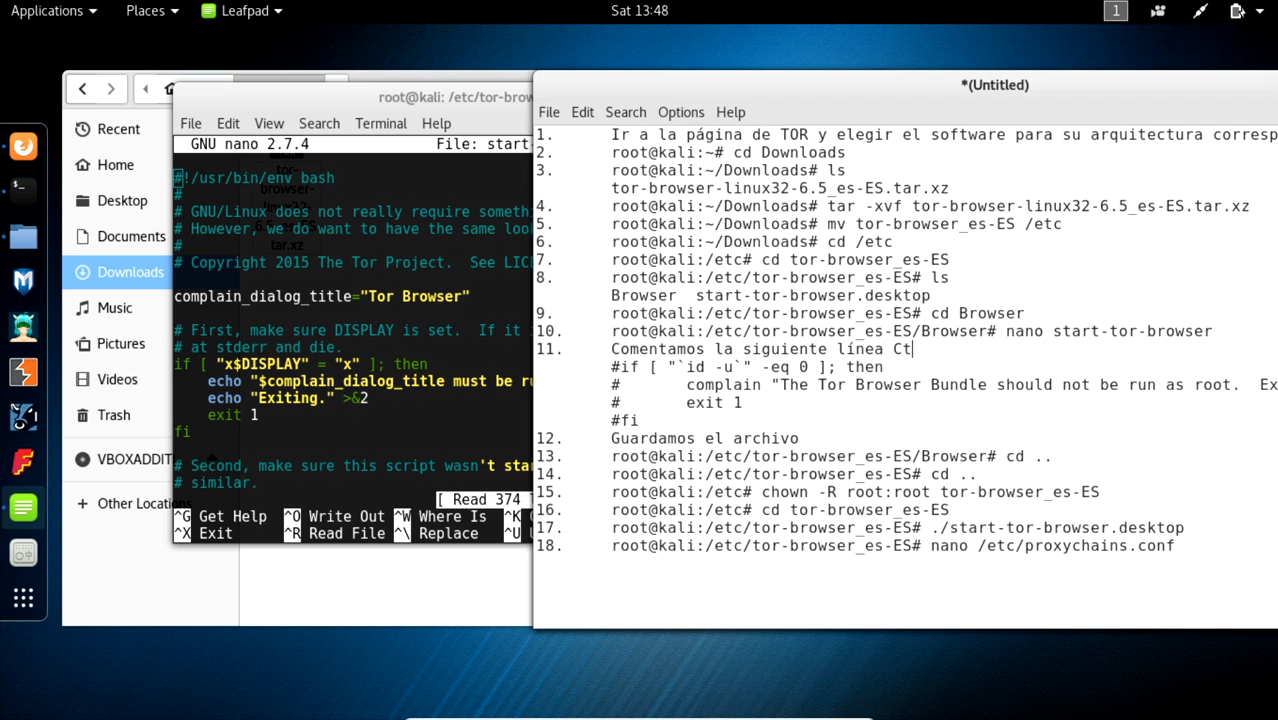 Applications Places Leafpad Sat 13:48 1
Recent
Home
Desktop
Documents
Downloads
Music
Pictures
Videos
Trash
VBOXADDITI
Other Locations
root@kali: /etc/tor-brow
File Edit View Search Terminal Help
GNU nano 2.7.4 File: start-
#!/usr/bin/env bash
#
# GNU/Linux does not really require somethi
# However, we do want to have the same loo
#
# Copyright 2015 The Tor Project. See LIC
complain_dialog_title="Tor Browser"
# First, make sure DISPLAY is set. If it i
# at stderr and die.
if [ "x$DISPLAY" = "x" ]; then
echo "$complain_dialog_title must be ru
echo "Exiting." >&2
exit 1
fi
# Second, make sure this script wasn't star
# similar.
[ Read 374
^G Get Help ^O Write Out ^W Where Is ^K
^X Exit ^R Read File ^\ Replace ^U U
tor-
browser-
linux32-
6.5_es-ES.
tar.xz
*(Untitled)
File Edit Search Options Help
1. Ir a la página de TOR y elegir el software para su arquitectura corresp
2. root@kali:~# cd Downloads
3. root@kali:~/Downloads# ls
tor-browser-linux32-6.5_es-ES.tar.xz
4. root@kali:~/Downloads# tar -xvf tor-browser-linux32-6.5_es-ES.tar.xz
5. root@kali:~/Downloads# mv tor-browser_es-ES /etc
6. root@kali:~/Downloads# cd /etc
7. root@kali:/etc# cd tor-browser_es-ES
8. root@kali:/etc/tor-browser_es-ES# ls
Browser start-tor-browser.desktop
9. root@kali:/etc/tor-browser_es-ES# cd Browser
10. root@kali:/etc/tor-browser_es-ES/Browser# nano start-tor-browser
11. Comentamos la siguiente línea Ct
#if [ "`id -u`" -eq 0 ]; then
# complain "The Tor Browser Bundle should not be run as root. Ex
# exit 1
#fi
12. Guardamos el archivo
13. root@kali:/etc/tor-browser_es-ES/Browser# cd ..
14. root@kali:/etc/tor-browser_es-ES# cd ..
15. root@kali:/etc# chown -R root:root tor-browser_es-ES
16. root@kali:/etc# cd tor-browser_es-ES
17. root@kali:/etc/tor-browser_es-ES# ./start-tor-browser.desktop
18. root@kali:/etc/tor-browser_es-ES# nano /etc/proxychains.conf